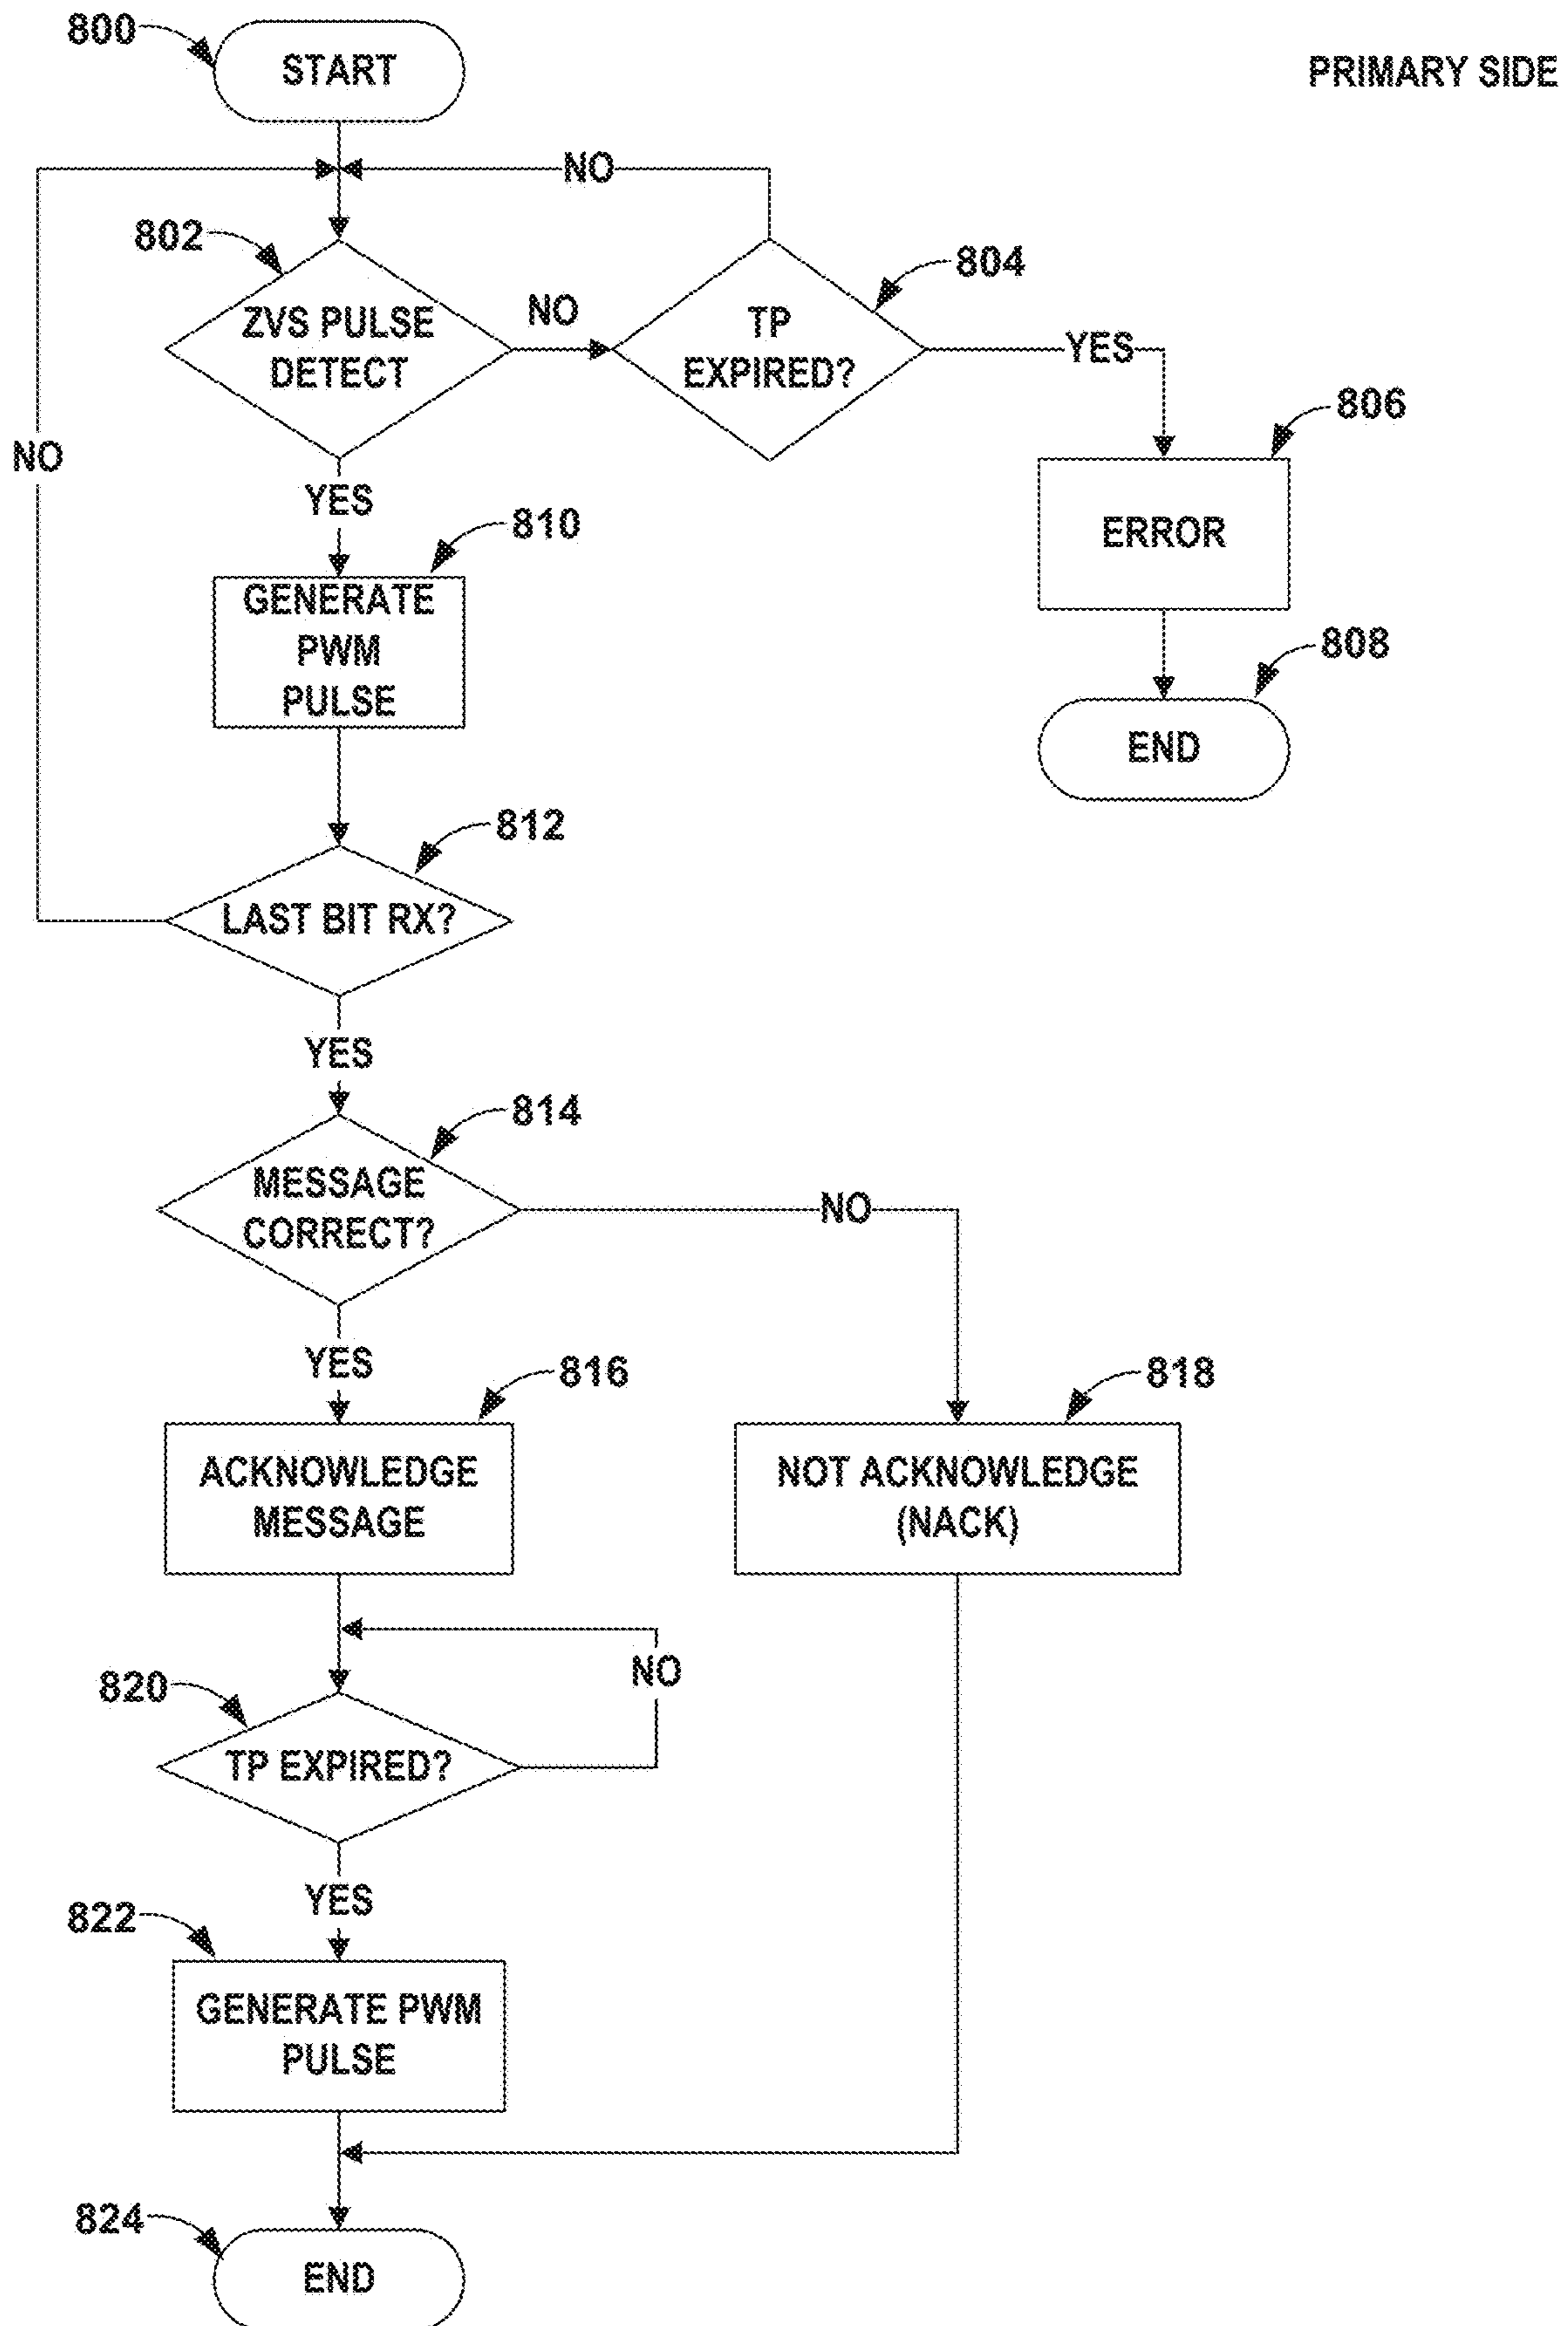 800
START
PRIMARY SIDE
NO
802
ZVS PULSE
DETECT
NO
804
TP
EXPIRED?
YES
806
ERROR
808
END
NO
YES
810
GENERATE
PWM
PULSE
812
LAST BIT RX?
YES
814
MESSAGE
CORRECT?
NO
YES
816
ACKNOWLEDGE
MESSAGE
818
NOT ACKNOWLEDGE
(NACK)
NO
820
TP EXPIRED?
YES
822
GENERATE PWM
PULSE
824
END